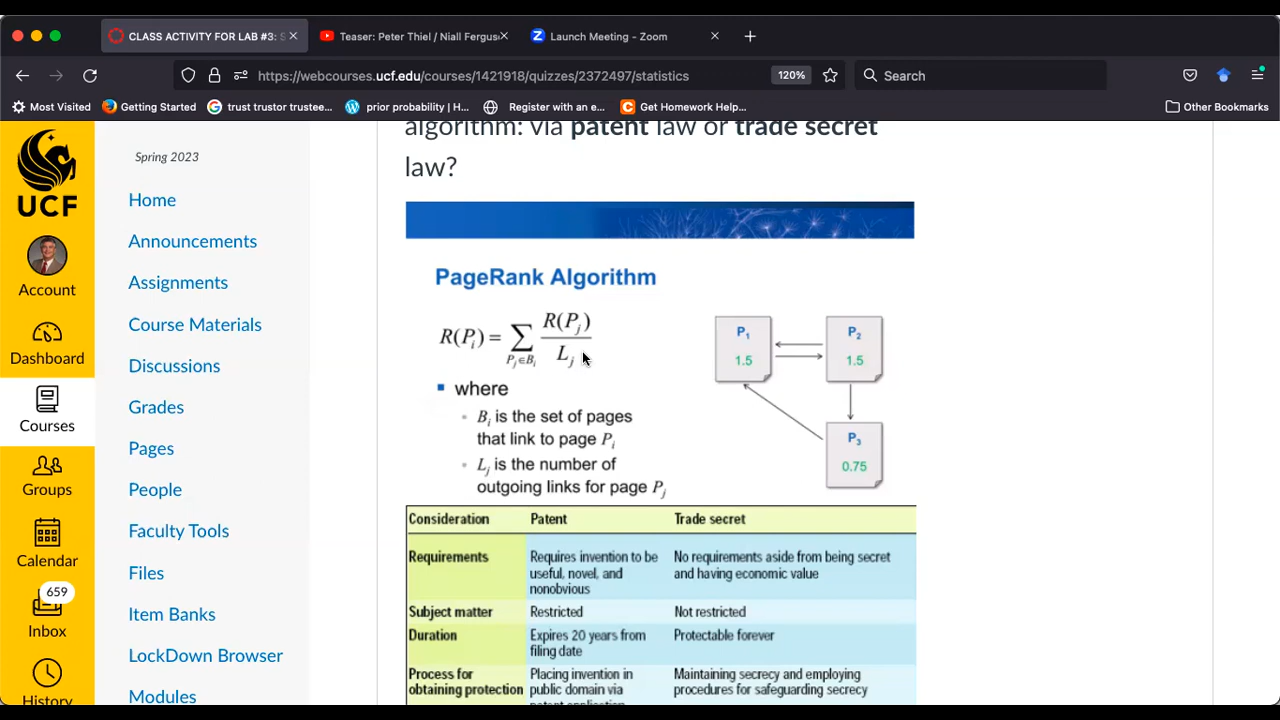 CLASS ACTIVITY FOR LAB #3: S
Teaser: Peter Thiel / Niall Fergus
Launch Meeting - Zoom
https://webcourses.ucf.edu/courses/1421918/quizzes/2372497/statistics
120%
Search
Most Visited
Getting Started
trust trustor trustee...
prior probability | H...
Register with an e...
Get Homework Help...
Other Bookmarks
UCF
Account
Dashboard
Courses
Groups
Calendar
659
Inbox
History
Spring 2023
Home
Announcements
Assignments
Course Materials
Discussions
Grades
Pages
People
Faculty Tools
Files
Item Banks
LockDown Browser
Modules
algorithm: via patent law or trade secret
law?
PageRank Algorithm
R(Pi) = ∑ Pj∈Bi R(Pj) / Lj
where
Bi is the set of pages
that link to page Pi
Lj is the number of
outgoing links for page Pj
P1
1.5
P2
1.5
P3
0.75
Consideration Patent Trade secret
Requirements Requires invention to be No requirements aside from being secret
useful, novel, and and having economic value
nonobvious
Subject matter Restricted Not restricted
Duration Expires 20 years from Protectable forever
filing date
Process for Placing invention in Maintaining secrecy and employing
obtaining protection public domain via procedures for safeguarding secrecy
patent application